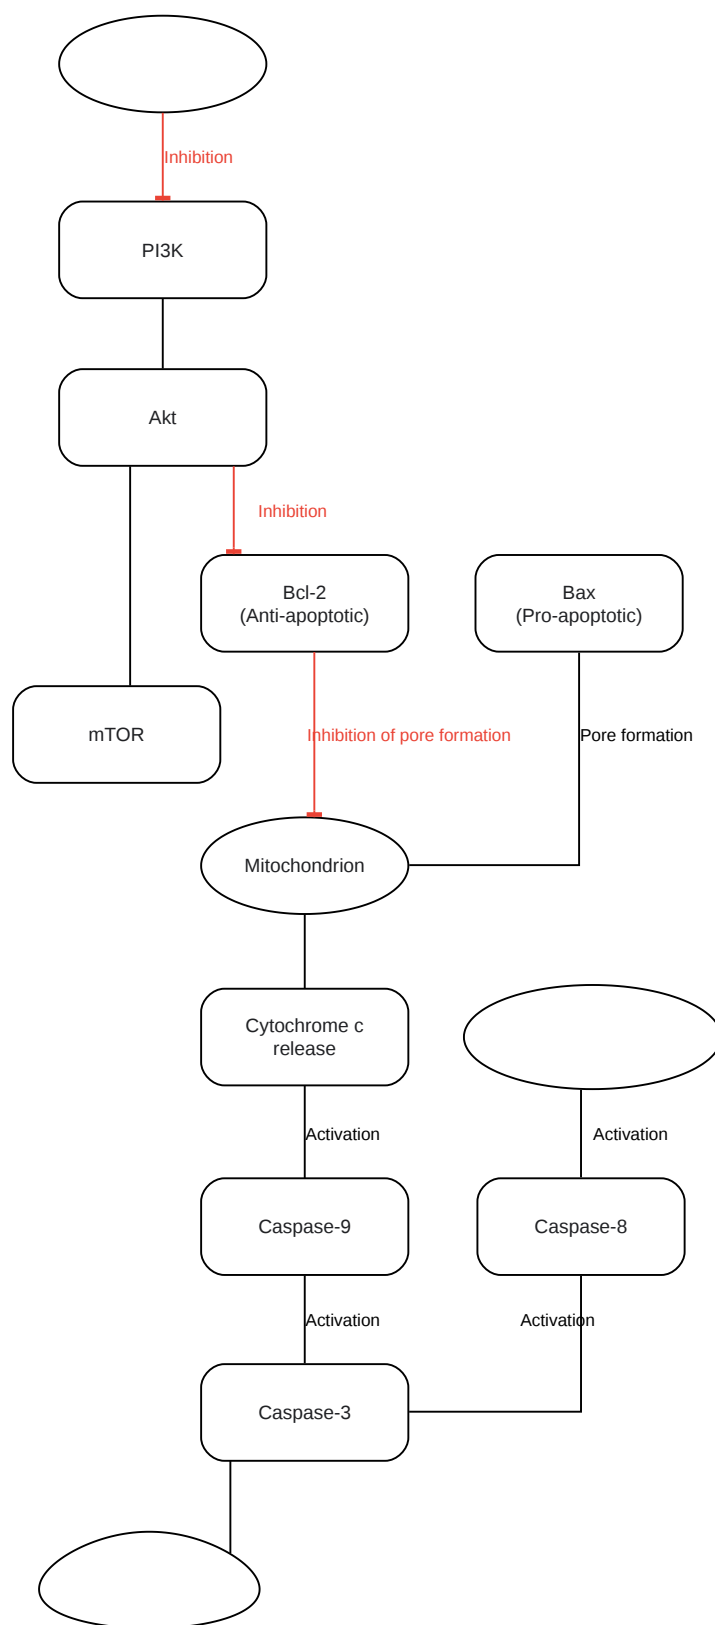 Inhibition
PI3K
Akt
Inhibition
Bcl-2
(Anti-apoptotic)
Bax
(Pro-apoptotic)
mTOR
Inhibition of pore formation
Pore formation
Mitochondrion
Cytochrome c
release
Activation
Activation
Caspase-9
Caspase-8
Activation
Activation
Caspase-3